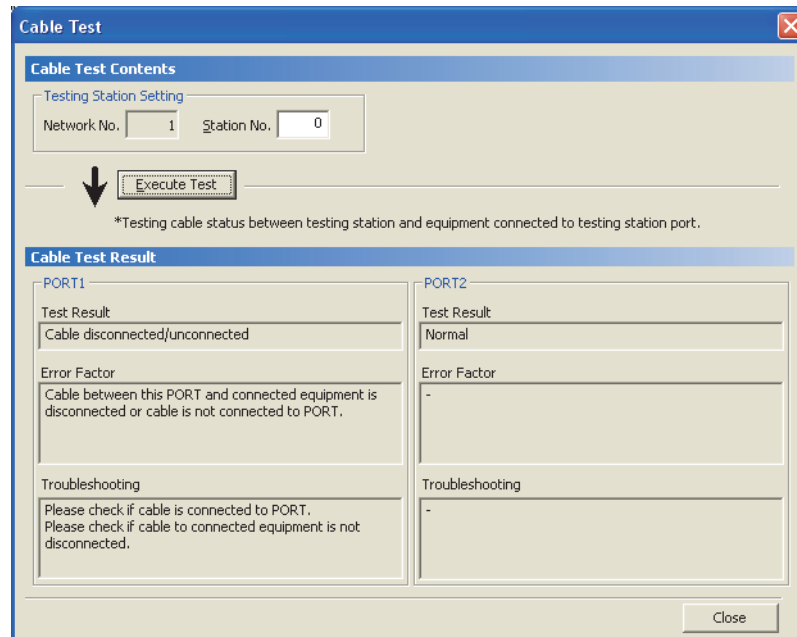 Cable Test
Cable Test Contents
Testing Station Setting
Network No. 1 Station No. 0
Execute Test
*Testing cable status between testing station and equipment connected to testing station port.
Cable Test Result
PORT1
Test Result
Cable disconnected/unconnected
Error Factor
Cable between this PORT and connected equipment is
disconnected or cable is not connected to PORT.
Troubleshooting
Please check if cable is connected to PORT.
Please check if cable to connected equipment is not
disconnected.
PORT2
Test Result
Normal
Error Factor
-
Troubleshooting
-
Close